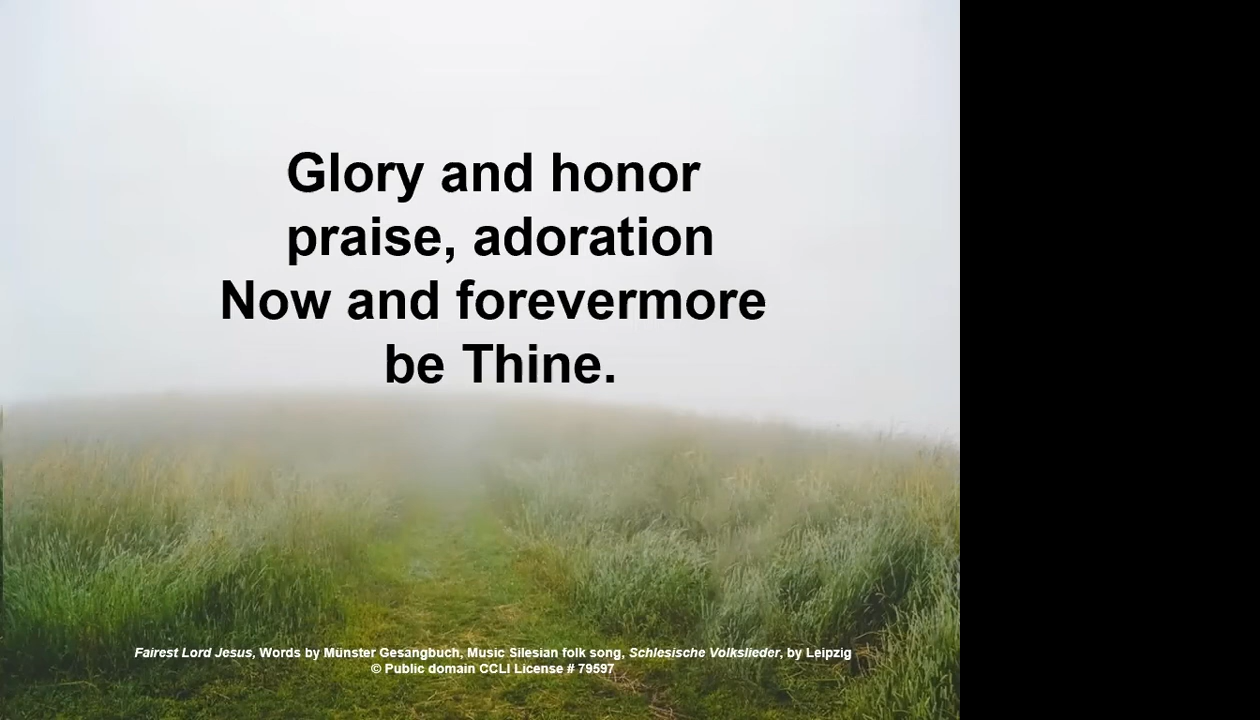 Glory and honor
praise, adoration
Now and forevermore
be Thine.
Fairest Lord Jesus, Words by Münster Gesangbuch, Music Silesian folk song, Schlesische Volkslieder, by Leipzig
© Public domain CCLI License # 79597